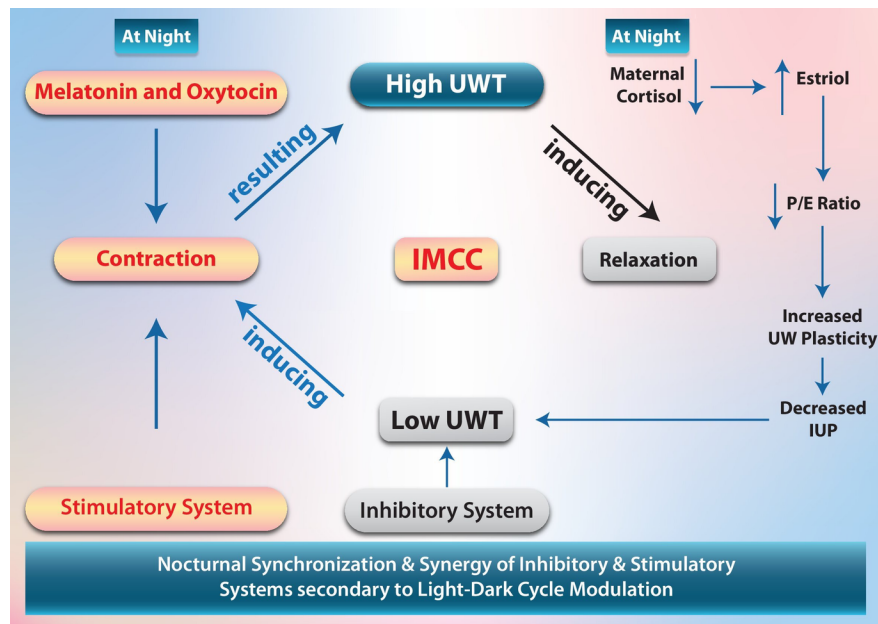 At Night
At Night
Melatonin and Oxytocin
High UWT
Maternal
Cortisol
Estriol
resulting
inducing
P/E Ratio
Contraction
IMCC
Relaxation
Increased
UW Plasticity
inducing
Low UWT
Decreased
IUP
Stimulatory System
Inhibitory System
Nocturnal Synchronization & Synergy of Inhibitory & Stimulatory
Systems secondary to Light-Dark Cycle Modulation